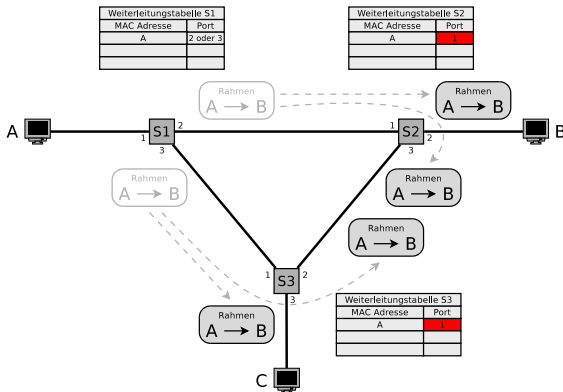 Weiterleitungstabelle S1
MAC Adresse Port
A 2 oder 3
Weiterleitungstabelle S2
MAC Adresse Port
A 1
Rahmen
A → B
Rahmen
A → B
A
1
S1
2
3
1
S2
2
3
B
Rahmen
A → B
Rahmen
A → B
Rahmen
A → B
1
S3
2
3
Rahmen
A → B
C
Weiterleitungstabelle S3
MAC Adresse Port
A 1